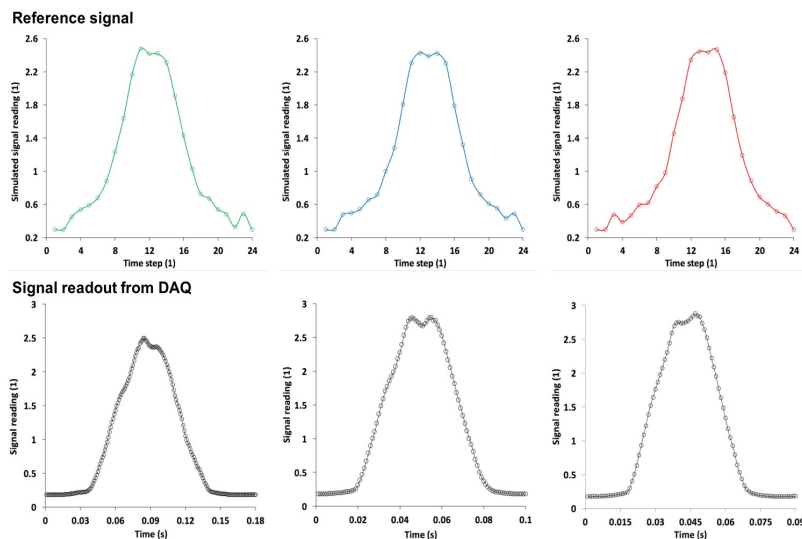 Reference signal
Simulated signal reading (1)
2.6
2.2
1.8
1.4
1
0.6
0.2
0 4 8 12 16 20 24
Time step (1)
Simulated signal reading (1)
2.6
2.2
1.8
1.4
1
0.6
0.2
0 4 8 12 16 20 24
Time step (1)
Simulated signal reading (1)
2.6
2.2
1.8
1.4
1
0.6
0.2
0 4 8 12 16 20 24
Time step (1)
Signal readout from DAQ
Signal reading (1)
3
2.5
2
1.5
1
0.5
0
0 0.03 0.06 0.09 0.12 0.15 0.18
Time (s)
Signal reading (1)
3
2.5
2
1.5
1
0.5
0
0 0.02 0.04 0.06 0.08 0.1
Time (s)
Signal reading (1)
3
2.5
2
1.5
1
0.5
0
0 0.015 0.03 0.045 0.06 0.075 0.09
Time (s)